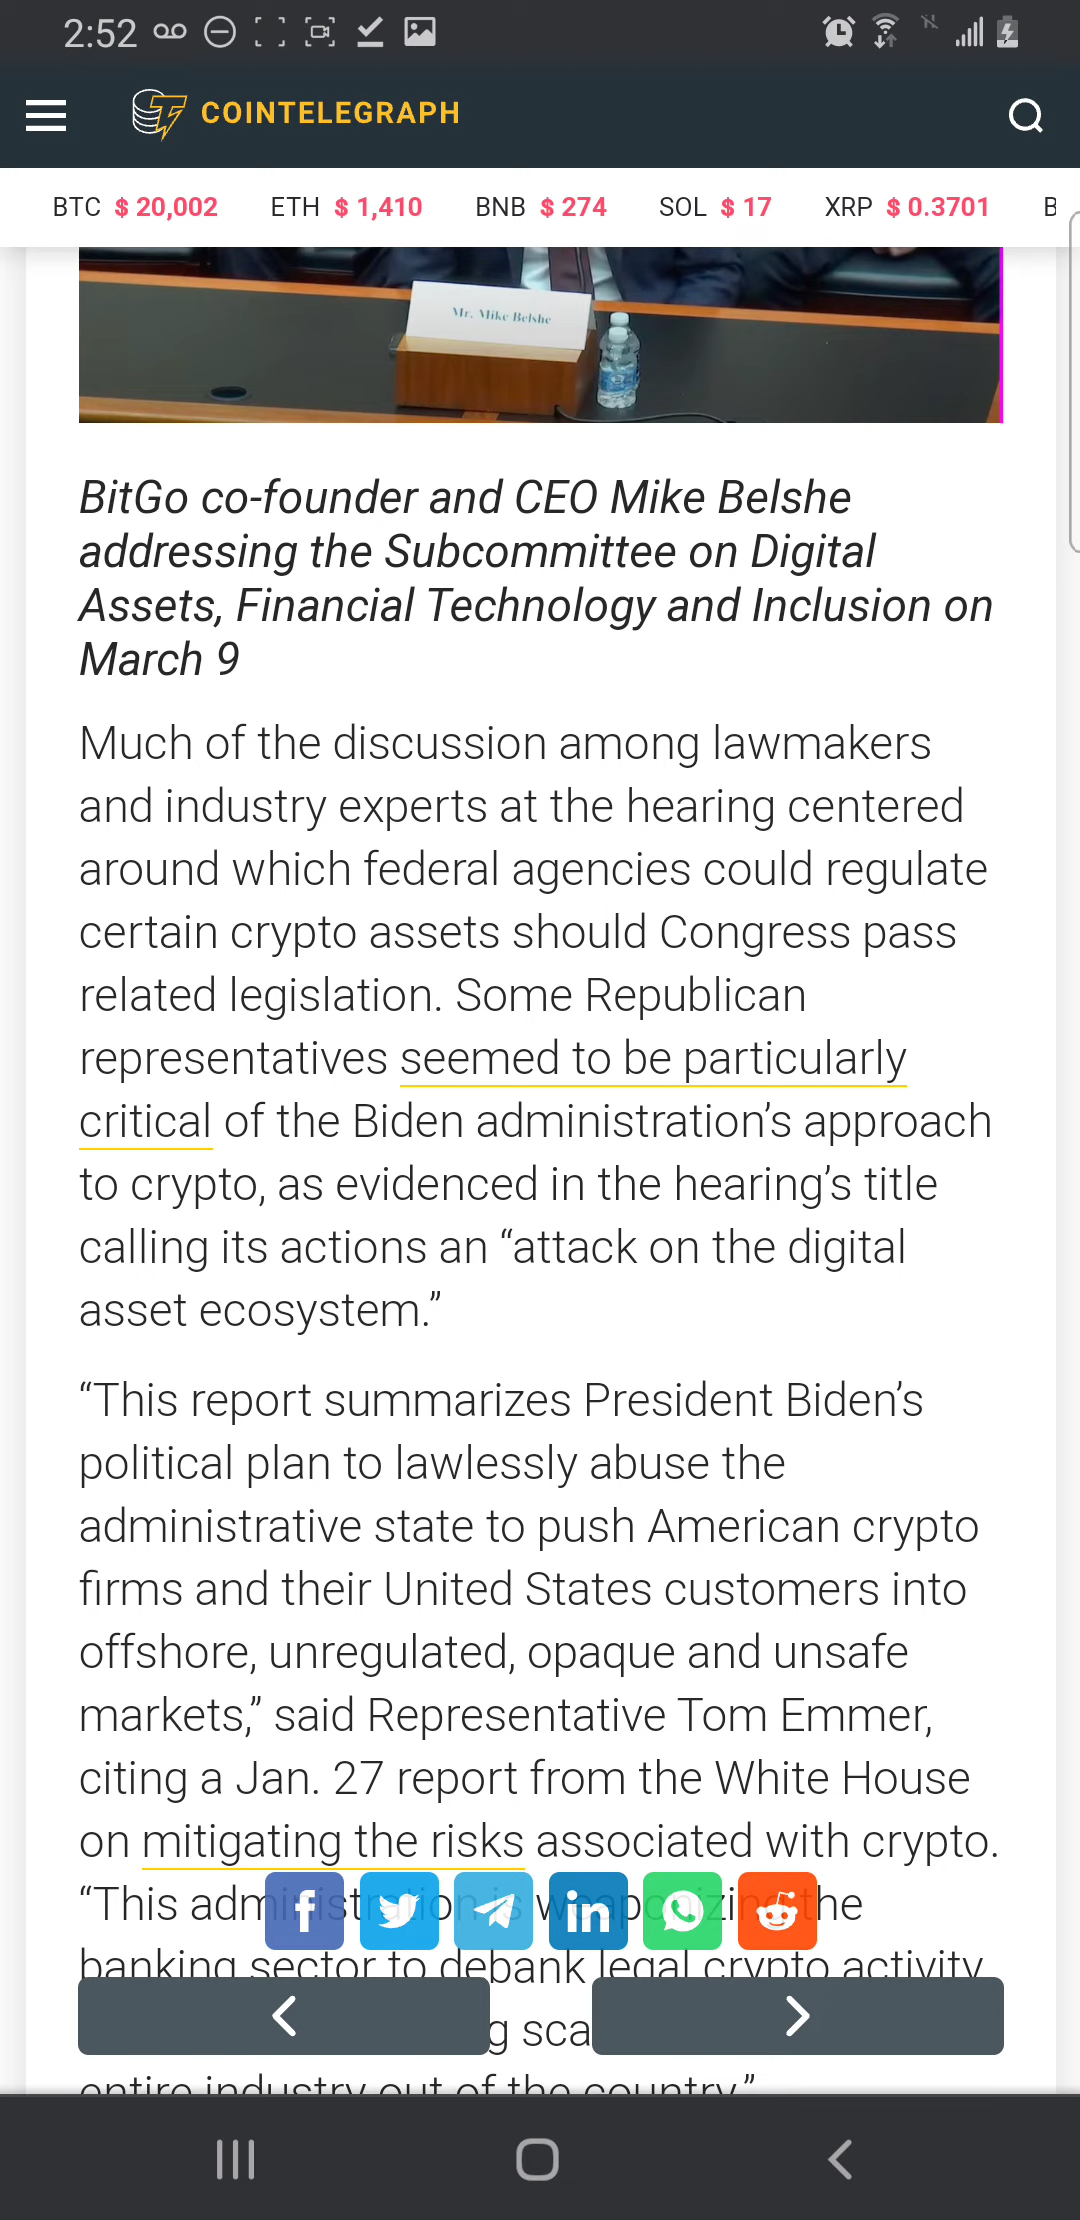 2:52
COINTELEGRAPH
BTC $ 20,002 ETH $ 1,410 BNB $ 274 SOL $ 17 XRP $ 0.3701 B
Mr. Mike Belshe
BitGo co-founder and CEO Mike Belshe
addressing the Subcommittee on Digital
Assets, Financial Technology and Inclusion on
March 9
Much of the discussion among lawmakers
and industry experts at the hearing centered
around which federal agencies could regulate
certain crypto assets should Congress pass
related legislation. Some Republican
representatives seemed to be particularly
critical of the Biden administration’s approach
to crypto, as evidenced in the hearing’s title
calling its actions an “attack on the digital
asset ecosystem.”
“This report summarizes President Biden’s
political plan to lawlessly abuse the
administrative state to push American crypto
firms and their United States customers into
offshore, unregulated, opaque and unsafe
markets,” said Representative Tom Emmer,
citing a Jan. 27 report from the White House
on mitigating the risks associated with crypto.
“This the
banking sector to debank legal crypto activity
entire industry out of the country.”